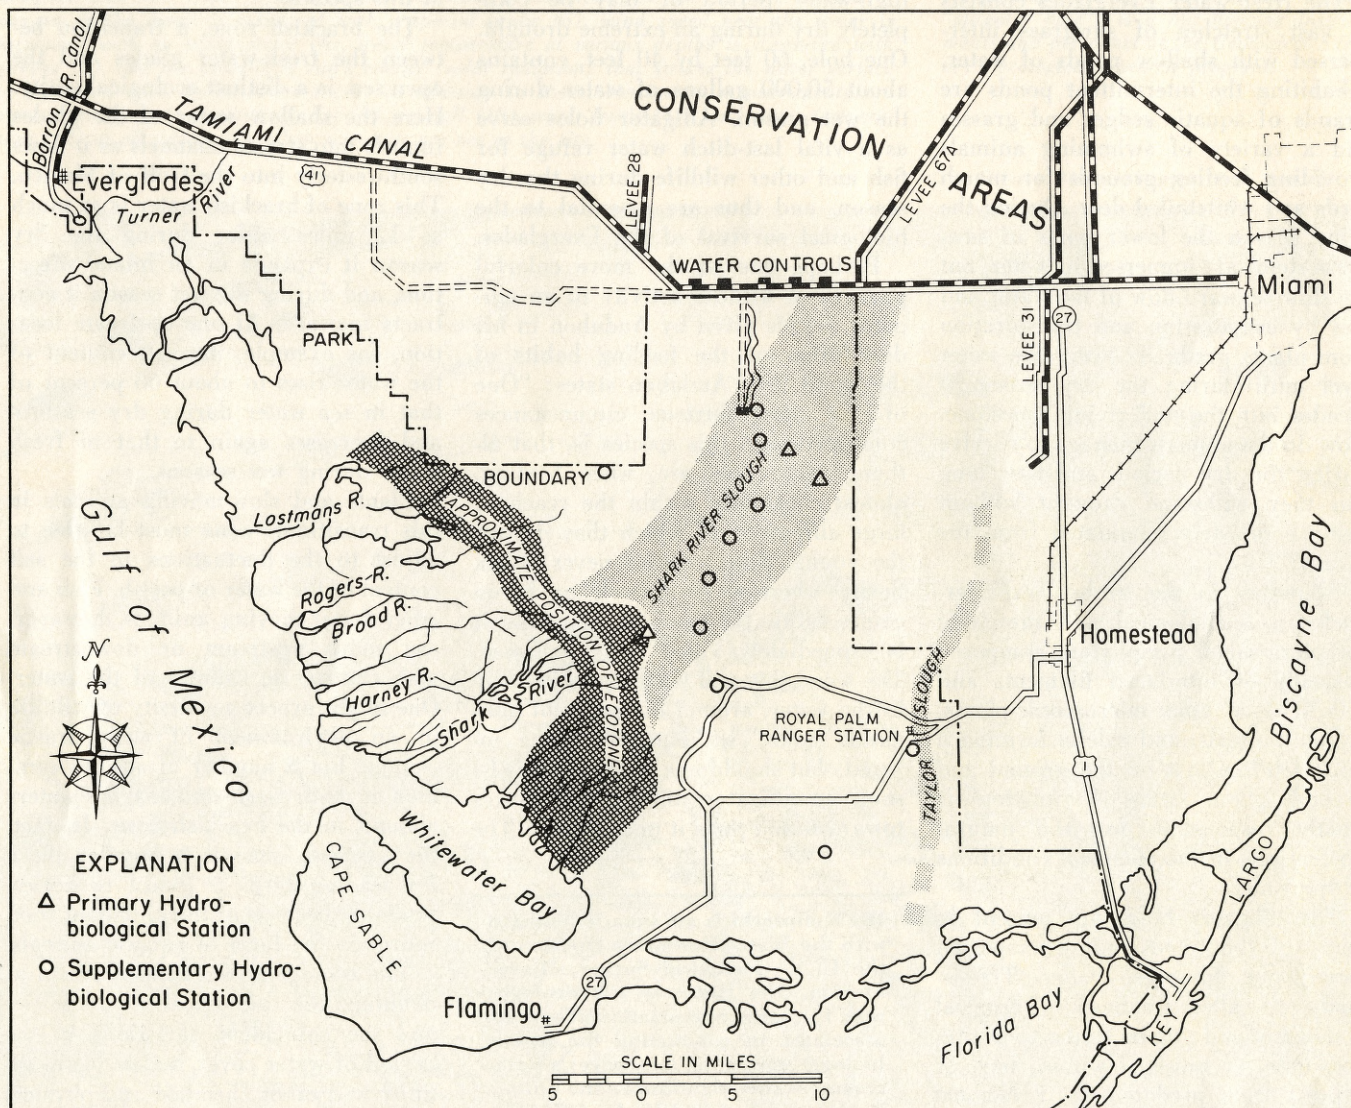 Barron R. Canal
TAMIAMI CANAL
CONSERVATION
AREAS
LEVEE 28
LEVEE 67A
41
Everglades
Turner River
WATER CONTROLS
Miami
27
LEVEE 31
PARK
BOUNDARY
Lostmans R.
APPROXIMATE POSITION OF ECOTONE
SHARK RIVER SLOUGH
Gulf of Mexico
Rogers R.
Broad R.
Harney R.
Shark River
N
Homestead
Biscayne Bay
ROYAL PALM
RANGER STATION
TAYLOR SLOUGH
1
Whitewater Bay
CAPE SABLE
EXPLANATION
Primary Hydro-
biological Station
Supplementary Hydro-
biological Station
27
Flamingo
KEY LARGO
Florida Bay
SCALE IN MILES
5 0 5 10